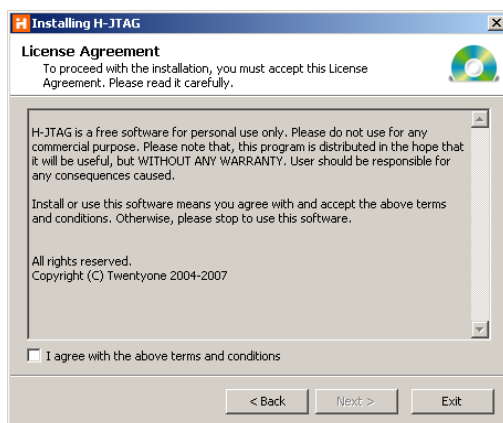 Installing H-JTAG
License Agreement
To proceed with the installation, you must accept this License
Agreement. Please read it carefully.
H-JTAG is a free software for personal use only. Please do not use for any
commercial purpose. Please note that, this program is distributed in the hope that
it will be useful, but WITHOUT ANY WARRANTY. User should be responsible for
any consequences caused.
Install or use this software means you agree with and accept the above terms
and conditions. Otherwise, please stop to use this software.
All rights reserved.
Copyright (C) Twentyone 2004-2007
I agree with the above terms and conditions
< Back Next > Exit